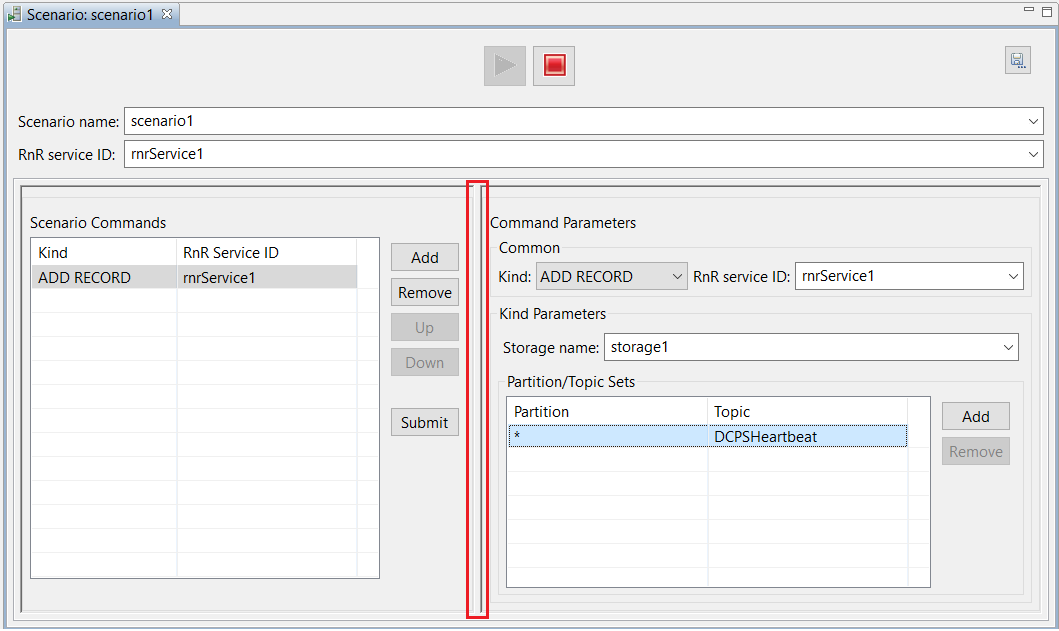 Scenario: scenario1
Scenario name: scenario1
RnR service ID: rnrService1
Scenario Commands
Kind RnR Service ID
ADD RECORD rnrService1
Add
Remove
Up
Down
Submit
Command Parameters
Common
Kind: ADD RECORD RnR service ID: rnrService1
Kind Parameters
Storage name: storage1
Partition/Topic Sets
Partition Topic
* DCPSHeartbeat
Add
Remove